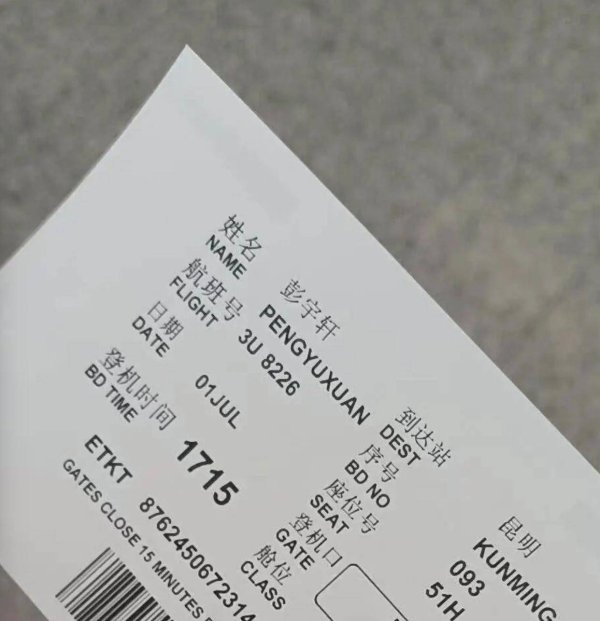 姓名 彭宇轩
NAME PENGYUXUAN
航班号
FLIGHT 3U 8226
日期
DATE 01JUL
登机时间
BD TIME 1715
ETKT 8762450672314
GATES CLOSE 15 MINUTES
到达站 昆明
DEST KUNMING
序号
BD NO 093
座位号
SEAT 51H
登机口
GATE
舱位
CLASS